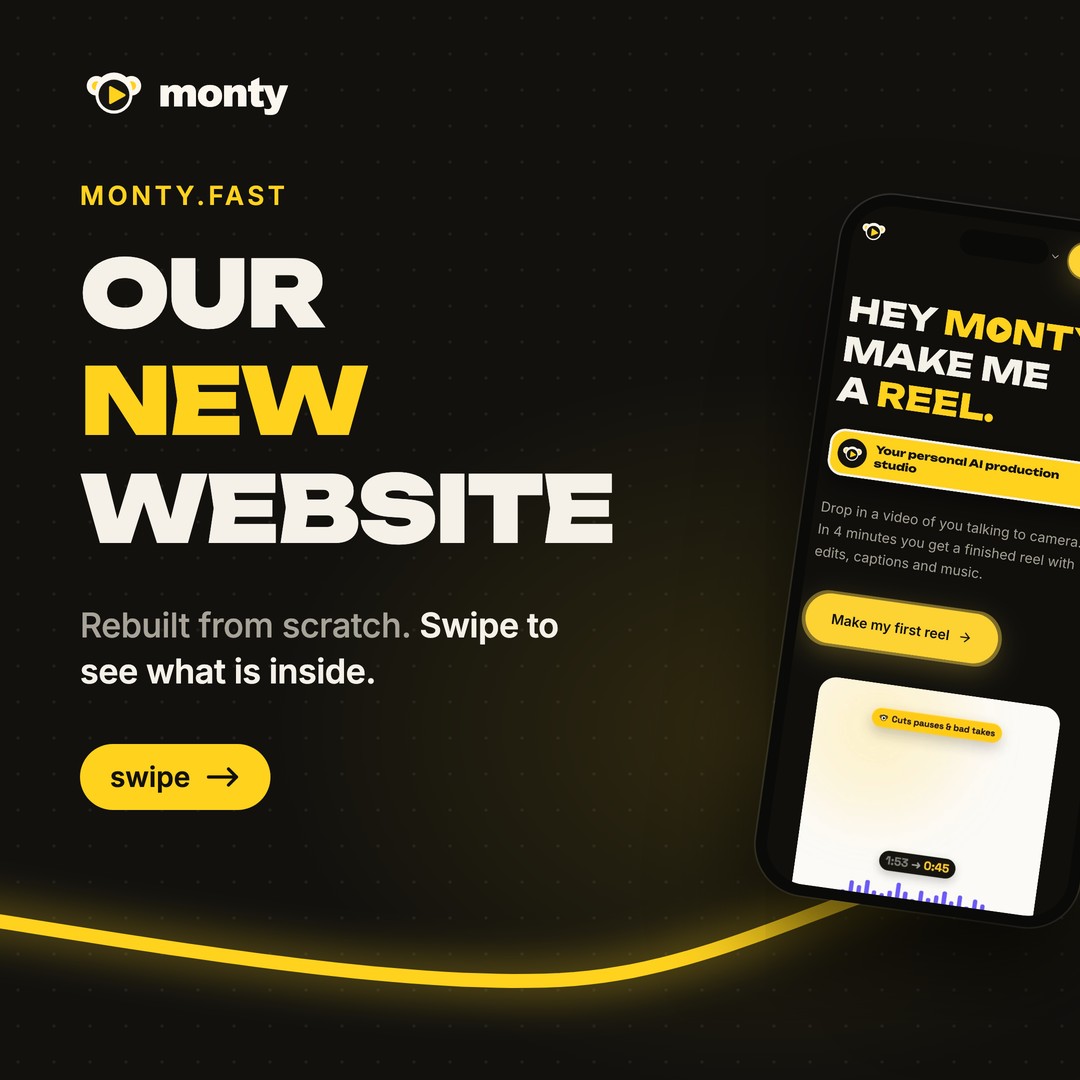 monty
MONTY.FAST
OUR
NEW
WEBSITE
Rebuilt from scratch. Swipe to
see what is inside.
swipe →
HEY MONTY
MAKE ME
A REEL.
Your personal AI production
studio
Drop in a video of you talking to camera.
In 4 minutes you get a finished reel with
edits, captions and music.
Make my first reel →
Cuts pauses & bad takes
1:53 → 0:45